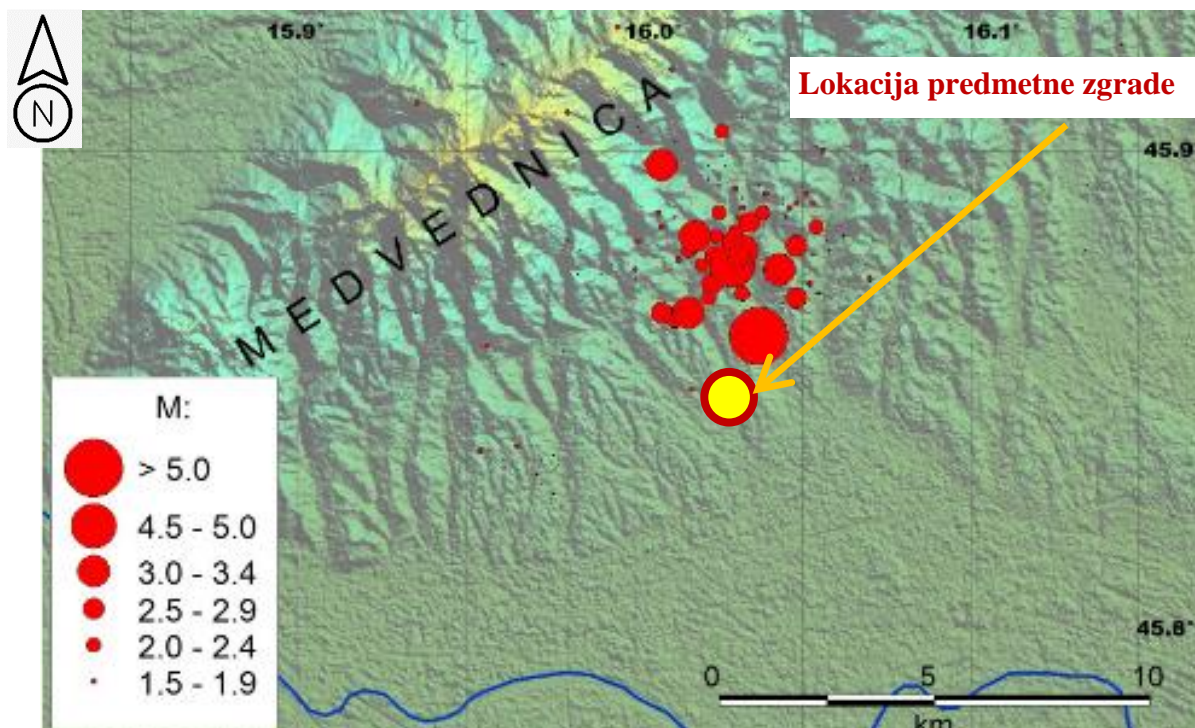 15.9°
16.0°
16.1°
N
Lokacija predmetne zgrade
45.9°
MEDVEDNICA
M:
> 5.0
4.5 - 5.0
3.0 - 3.4
2.5 - 2.9
2.0 - 2.4
1.5 - 1.9
45.8°
0 5 10
km